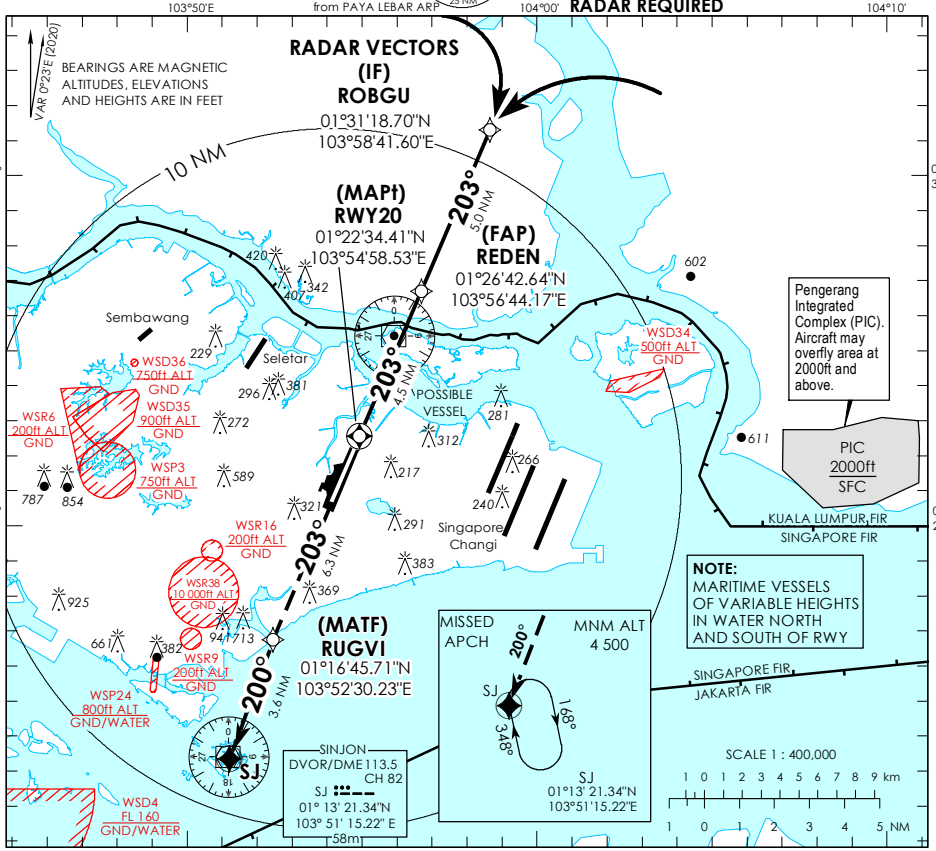 103°50'E
from PAYA LEBAR ARP
25 NM
104°00'
RADAR REQUIRED
104°10'
VAR 0°23'E (2020)
BEARINGS ARE MAGNETIC
ALTITUDES, ELEVATIONS
AND HEIGHTS ARE IN FEET
RADAR VECTORS
(IF)
ROBGU
01°31'18.70"N
103°58'41.60"E
10 NM
203°
5.0 NM
(MAPt)
RWY20
01°22'34.41"N
103°54'58.53"E
(FAP)
REDEN
01°26'42.64"N
103°56'44.17"E
420
407
342
602
Pengerang
Integrated
Complex (PIC).
Aircraft may
overfly area at
2000ft and
above.
Sembawang
229
Seletar
0
9
27
WSD34
500ft ALT
GND
WSD36
750ft ALT
GND
296
381
203°
4.5 NM
POSSIBLE
VESSEL
281
WSD35
900ft ALT
GND
WSR6
200ft ALT
GND
272
312
611
PIC
2000ft
SFC
WSP3
750ft ALT
GND
787
854
589
217
266
240
321
291
KUALA LUMPUR FIR
SINGAPORE FIR
Singapore
Changi
WSR16
200ft ALT
GND
203°
6.3 NM
383
NOTE:
MARITIME VESSELS
OF VARIABLE HEIGHTS
IN WATER NORTH
AND SOUTH OF RWY
WSR38
10 000ft ALT
GND
369
925
941
713
661
382
(MATF)
RUGVI
01°16'45.71"N
103°52'30.23"E
MISSED
APCH
MNM ALT
4 500
200°
SJ
168°
348°
SJ
01°13'21.34"N
103°51'15.22"E
WSR9
200ft ALT
GND
SINGAPORE FIR
JAKARTA FIR
WSP24
800ft ALT
GND/WATER
200°
3.6 NM
0
9
18
27
SJ
SINJON
DVOR/DME 113.5
CH 82
SJ
01° 13' 21.34"N
103° 51' 15.22" E
58m
WSD4
FL 160
GND/WATER
SCALE 1 : 400,000
1 0 1 2 3 4 5 6 7 8 9 km
1 0 1 2 3 4 5 NM